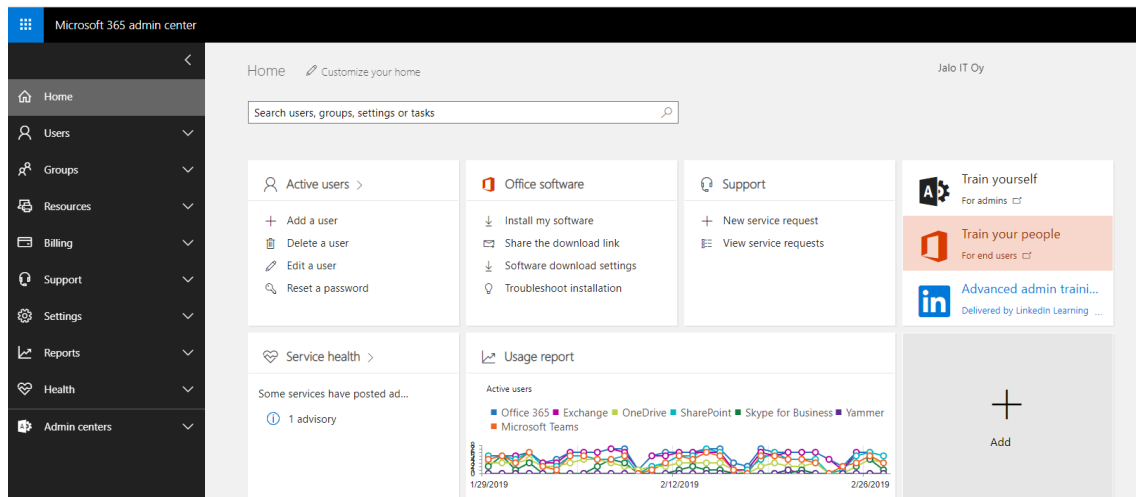 Microsoft 365 admin center
Home
Users
Groups
Resources
Billing
Support
Settings
Reports
Health
Admin centers
Home
Customize your home
Jalo IT Oy
Search users, groups, settings or tasks
Active users
Add a user
Delete a user
Edit a user
Reset a password
Office software
Install my software
Share the download link
Software download settings
Troubleshoot installation
Support
New service request
View service requests
Train yourself
For admins
Train your people
For end users
Advanced admin traini...
Delivered by LinkedIn Learning ...
Service health
Some services have posted ad...
1 advisory
Usage report
Active users
Office 365 Exchange OneDrive SharePoint Skype for Business Yammer
Microsoft Teams
1/29/2019 2/12/2019 2/26/2019
Add